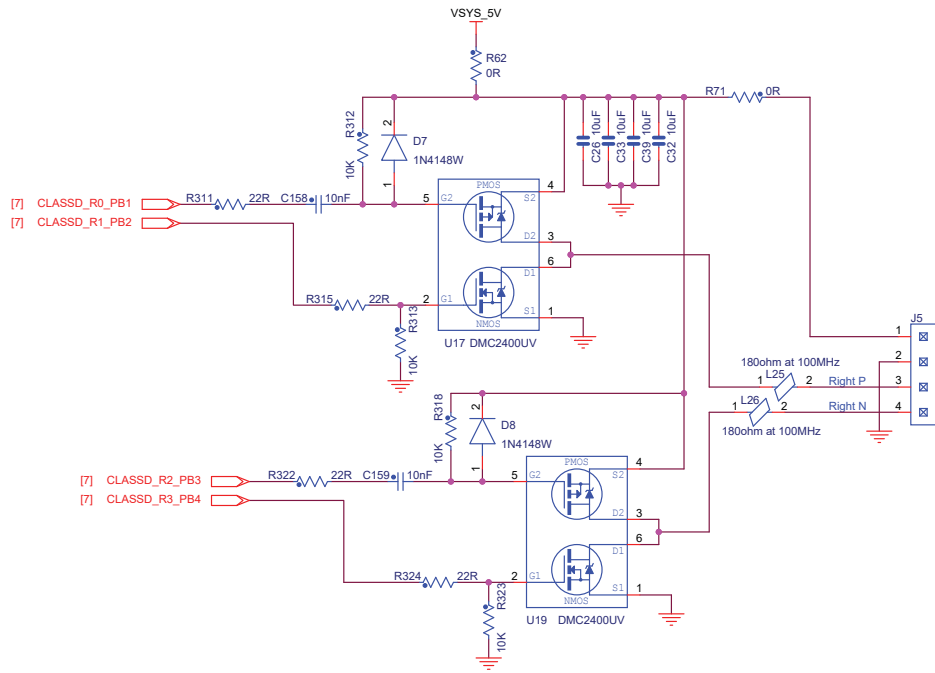 VSYS_5V
R62
0R
R71 0R
R312
10K
2
D7
1N4148W
1
C26 10uF
C33 10uF
C39 10uF
C32 10uF
[7] CLASSD_R0_PB1
R311 22R
C158 10nF
5 G2
PMOS
S2 4
[7] CLASSD_R1_PB2
D2 3
D1 6
R315 22R
2 G1
S1 1
NMOS
R313
10K
U17 DMC2400UV
J5
1
2
3
4
180ohm at 100MHz
L25
1 2 Right P
L26
1 2 Right N
180ohm at 100MHz
R318
10K
2
D8
1N4148W
1
[7] CLASSD_R2_PB3
R322 22R
C159 10nF
5 G2
PMOS
S2 4
[7] CLASSD_R3_PB4
D2 3
D1 6
R324 22R
2 G1
S1 1
NMOS
R323
10K
U19 DMC2400UV